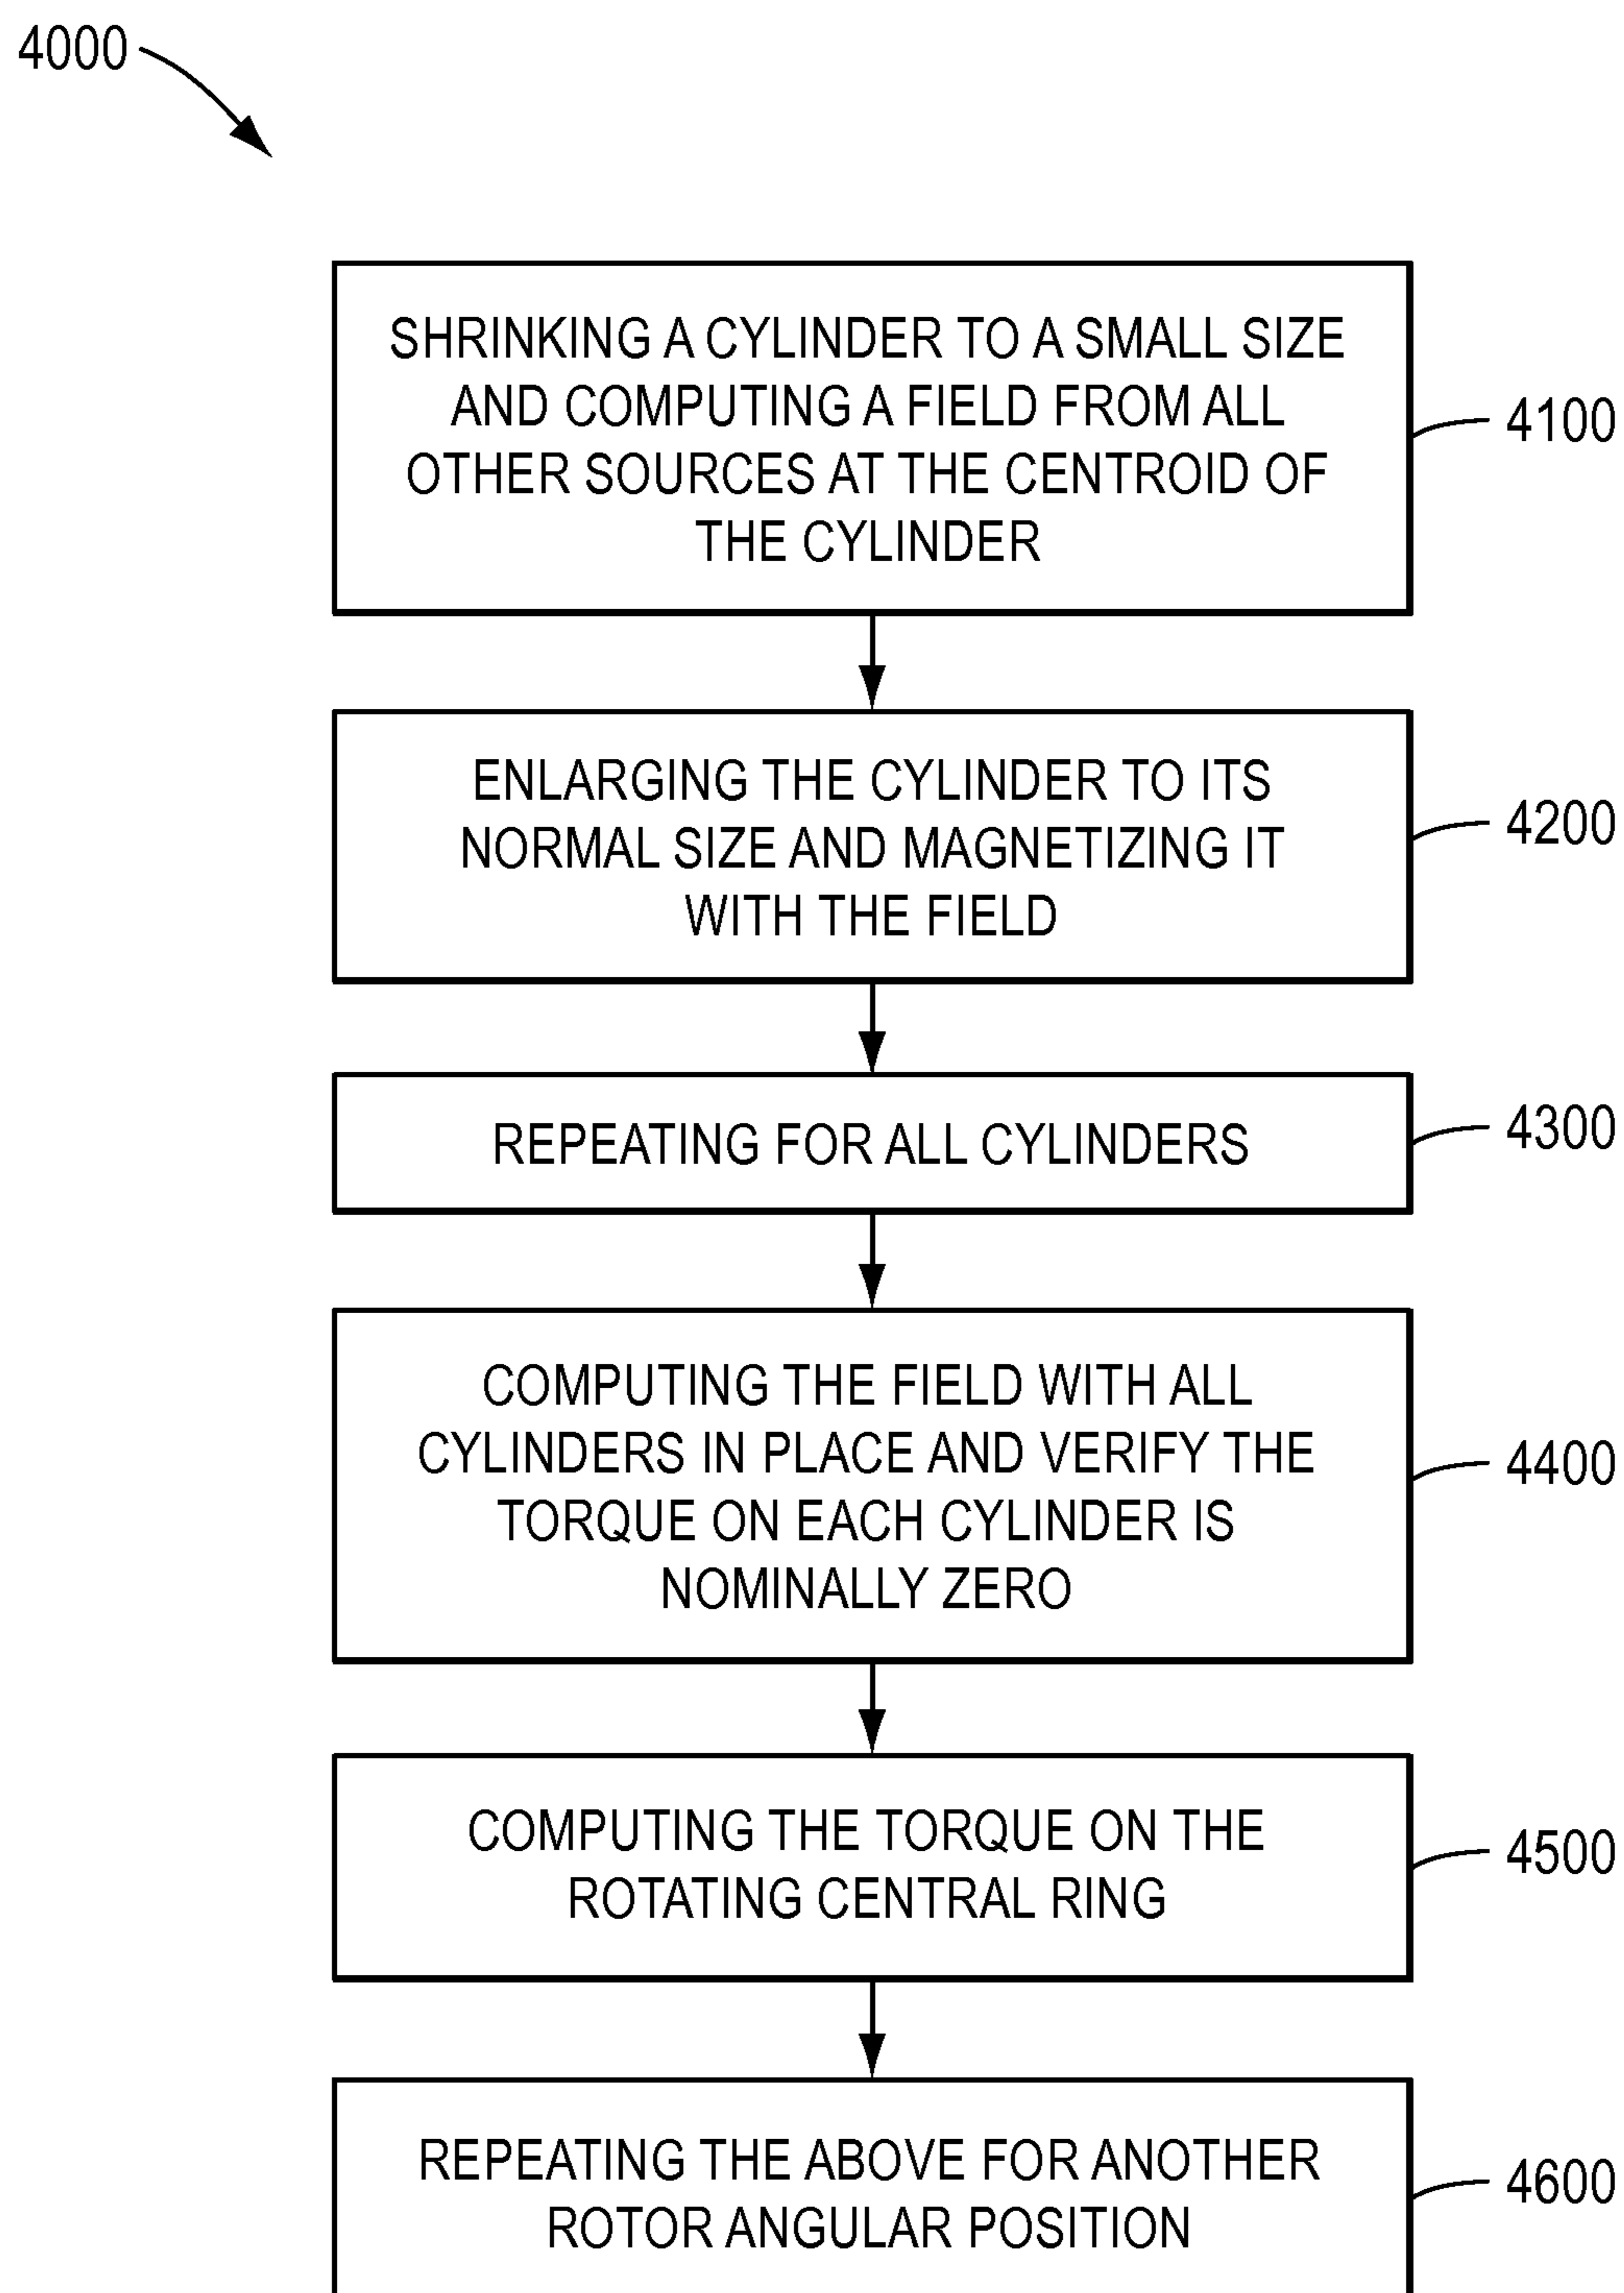 4000
SHRINKING A CYLINDER TO A SMALL SIZE
AND COMPUTING A FIELD FROM ALL
OTHER SOURCES AT THE CENTROID OF
THE CYLINDER
4100
ENLARGING THE CYLINDER TO ITS
NORMAL SIZE AND MAGNETIZING IT
WITH THE FIELD
4200
REPEATING FOR ALL CYLINDERS
4300
COMPUTING THE FIELD WITH ALL
CYLINDERS IN PLACE AND VERIFY THE
TORQUE ON EACH CYLINDER IS
NOMINALLY ZERO
4400
COMPUTING THE TORQUE ON THE
ROTATING CENTRAL RING
4500
REPEATING THE ABOVE FOR ANOTHER
ROTOR ANGULAR POSITION
4600